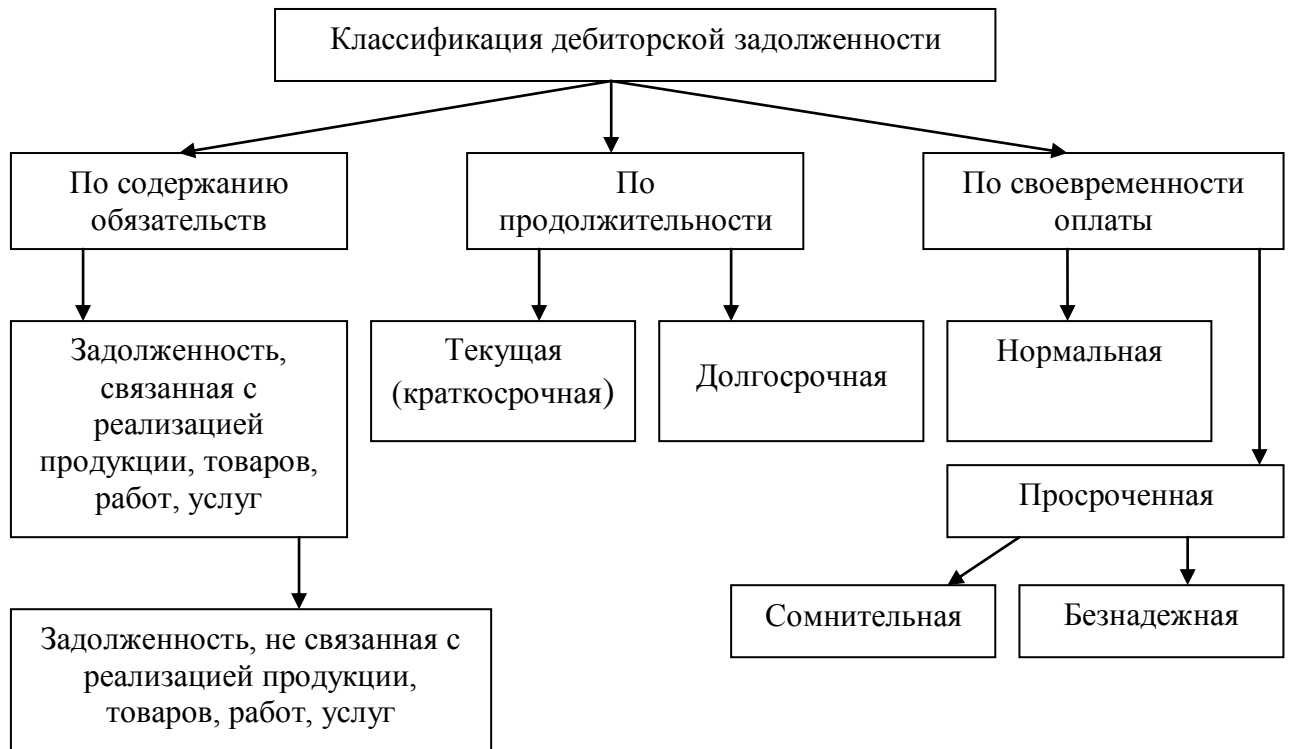 Классификация дебиторской задолженности
По содержанию
обязательств
По
продолжительности
По своевременности
оплаты
Задолженность,
связанная с
реализацией
продукции, товаров,
работ, услуг
Текущая
(краткосрочная)
Долгосрочная
Нормальная
Просроченная
Сомнительная
Безнадежная
Задолженность, не связанная с
реализацией продукции,
товаров, работ, услуг